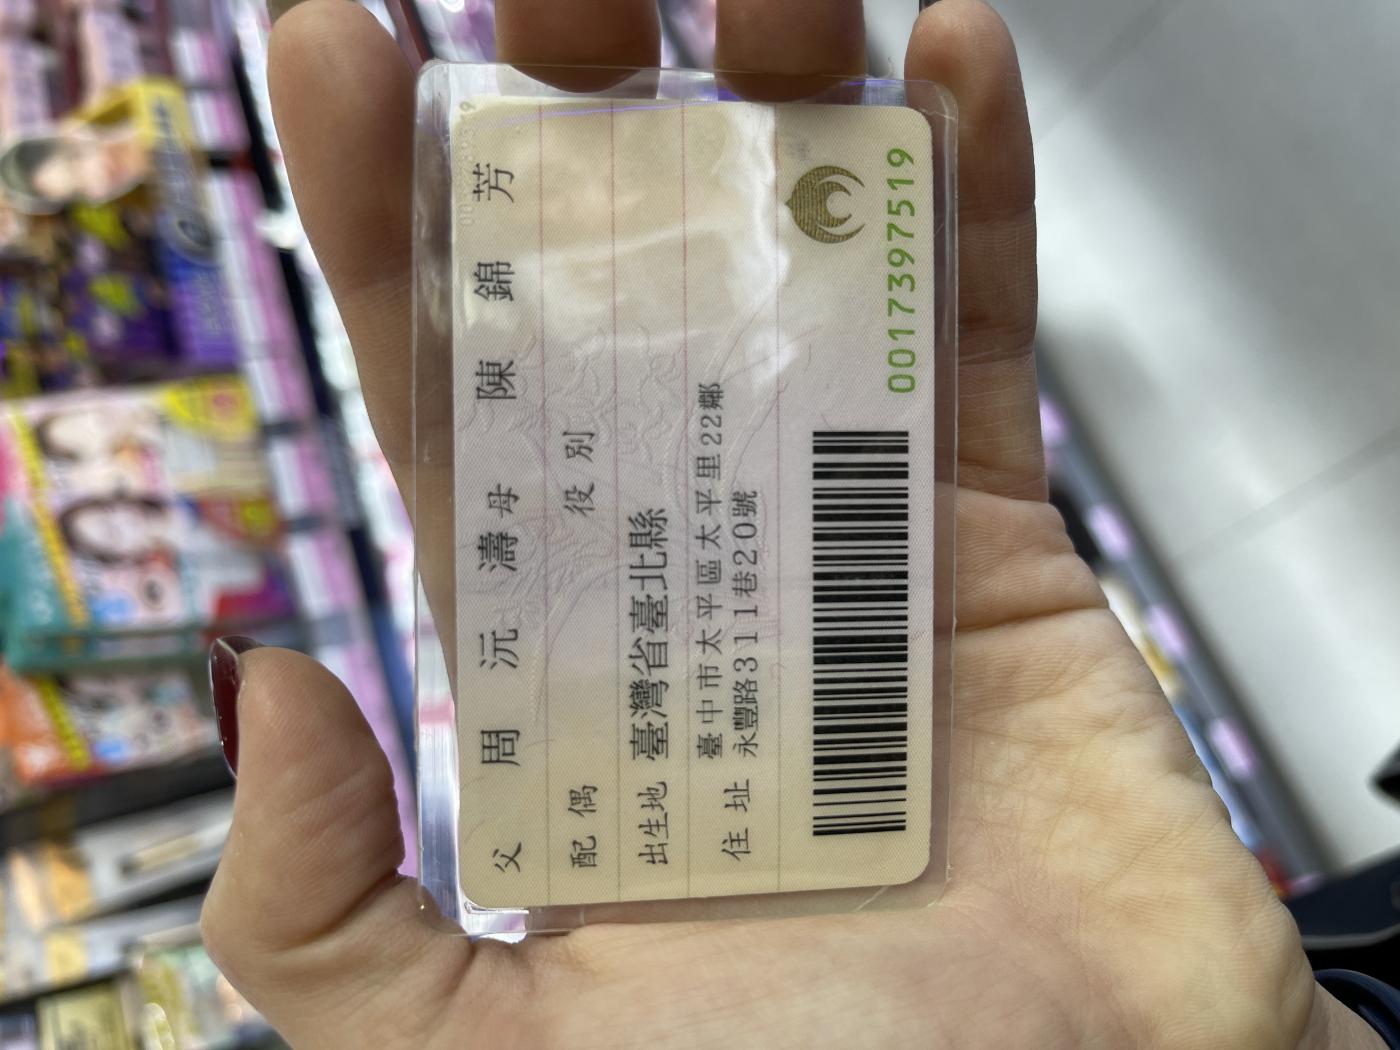 父 周沅濤 母 陳錦芳
配偶 役別
出生地 臺灣省臺北縣
住址 臺中市太平區太平里22鄰
永豐路311巷20號
0017397519